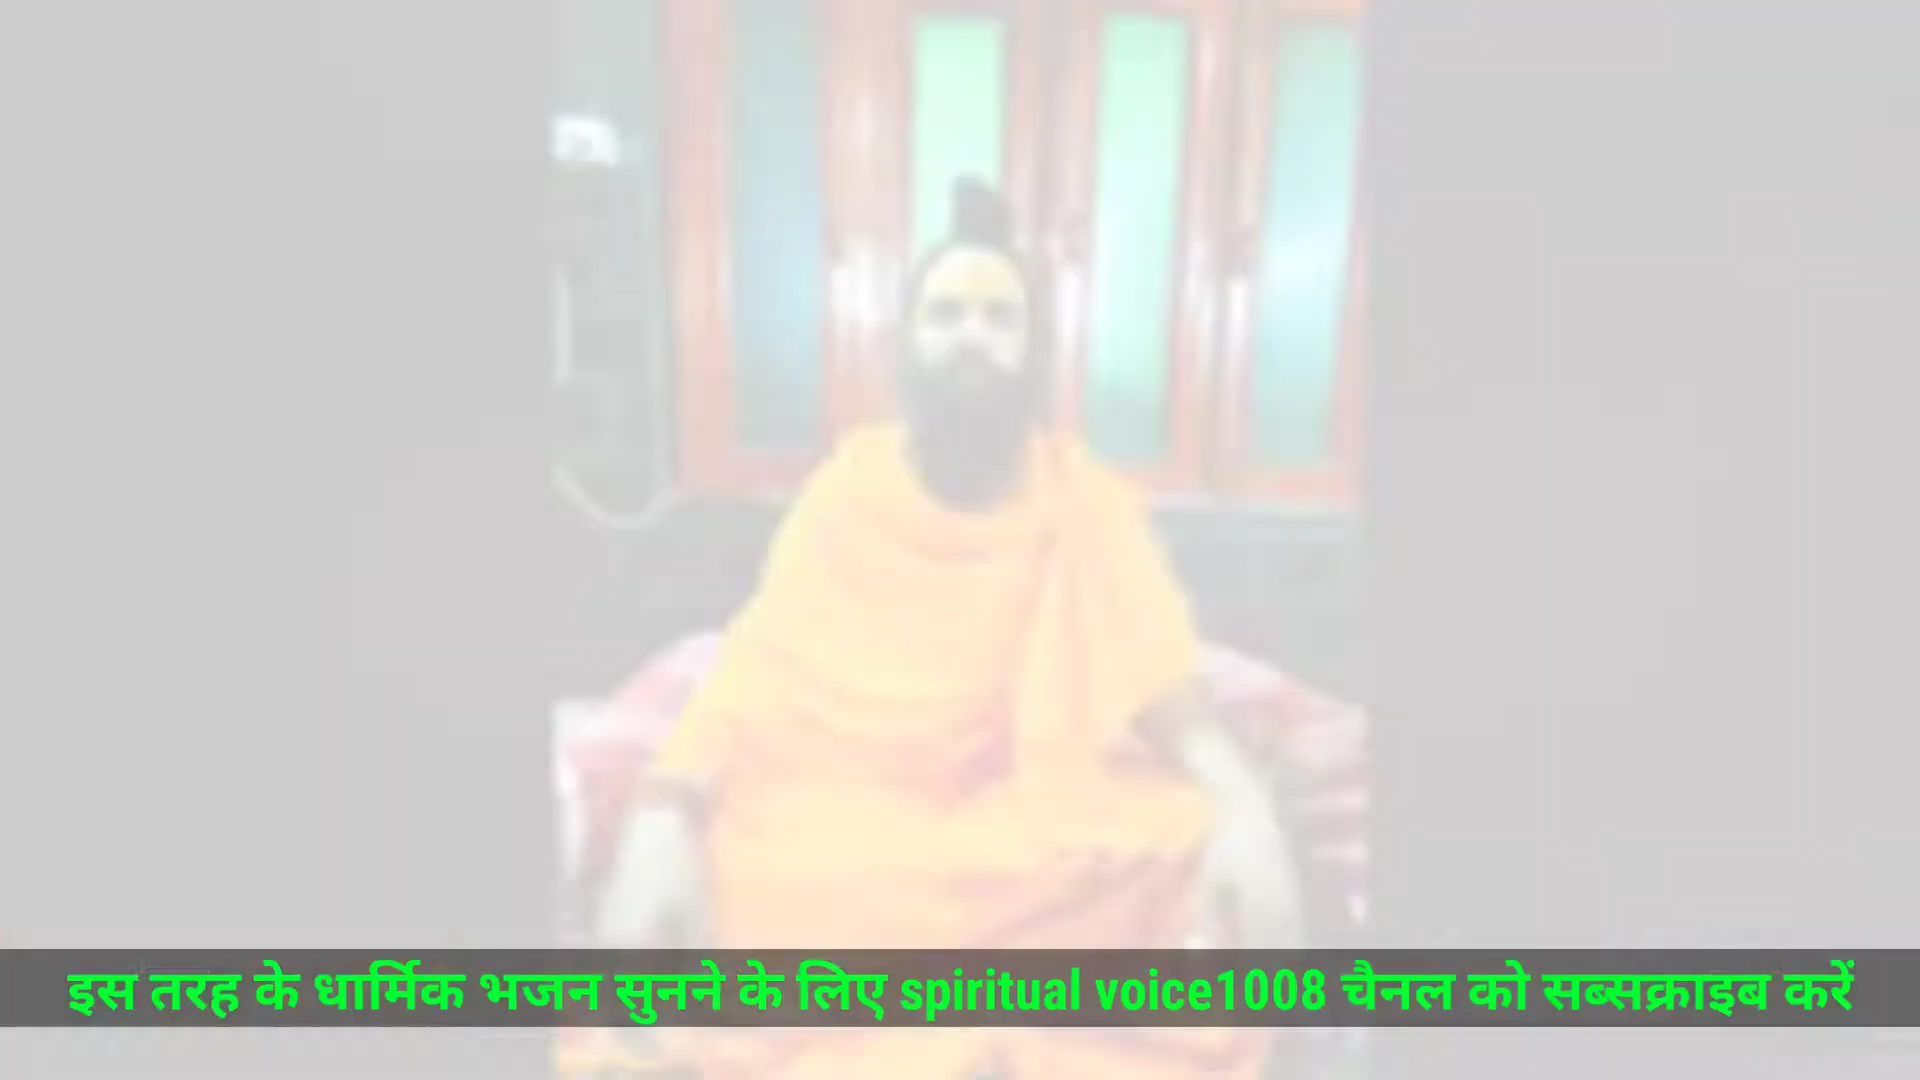 इस तरह के धार्मिक भजन सुनने के लिए spiritual voice1008 चैनल को सब्सक्राइब करें